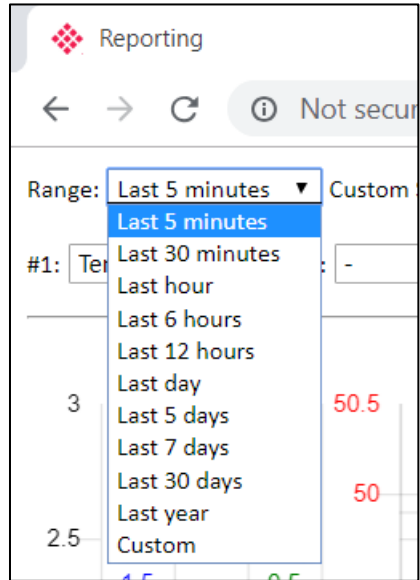 Reporting
Not secur
Range: Last 5 minutes ▼ Custom
Last 5 minutes
#1: Te : -
Last 30 minutes
Last hour
Last 6 hours
Last 12 hours
Last day
3 50.5
Last 5 days
Last 7 days
Last 30 days
50
Last year
2.5
Custom